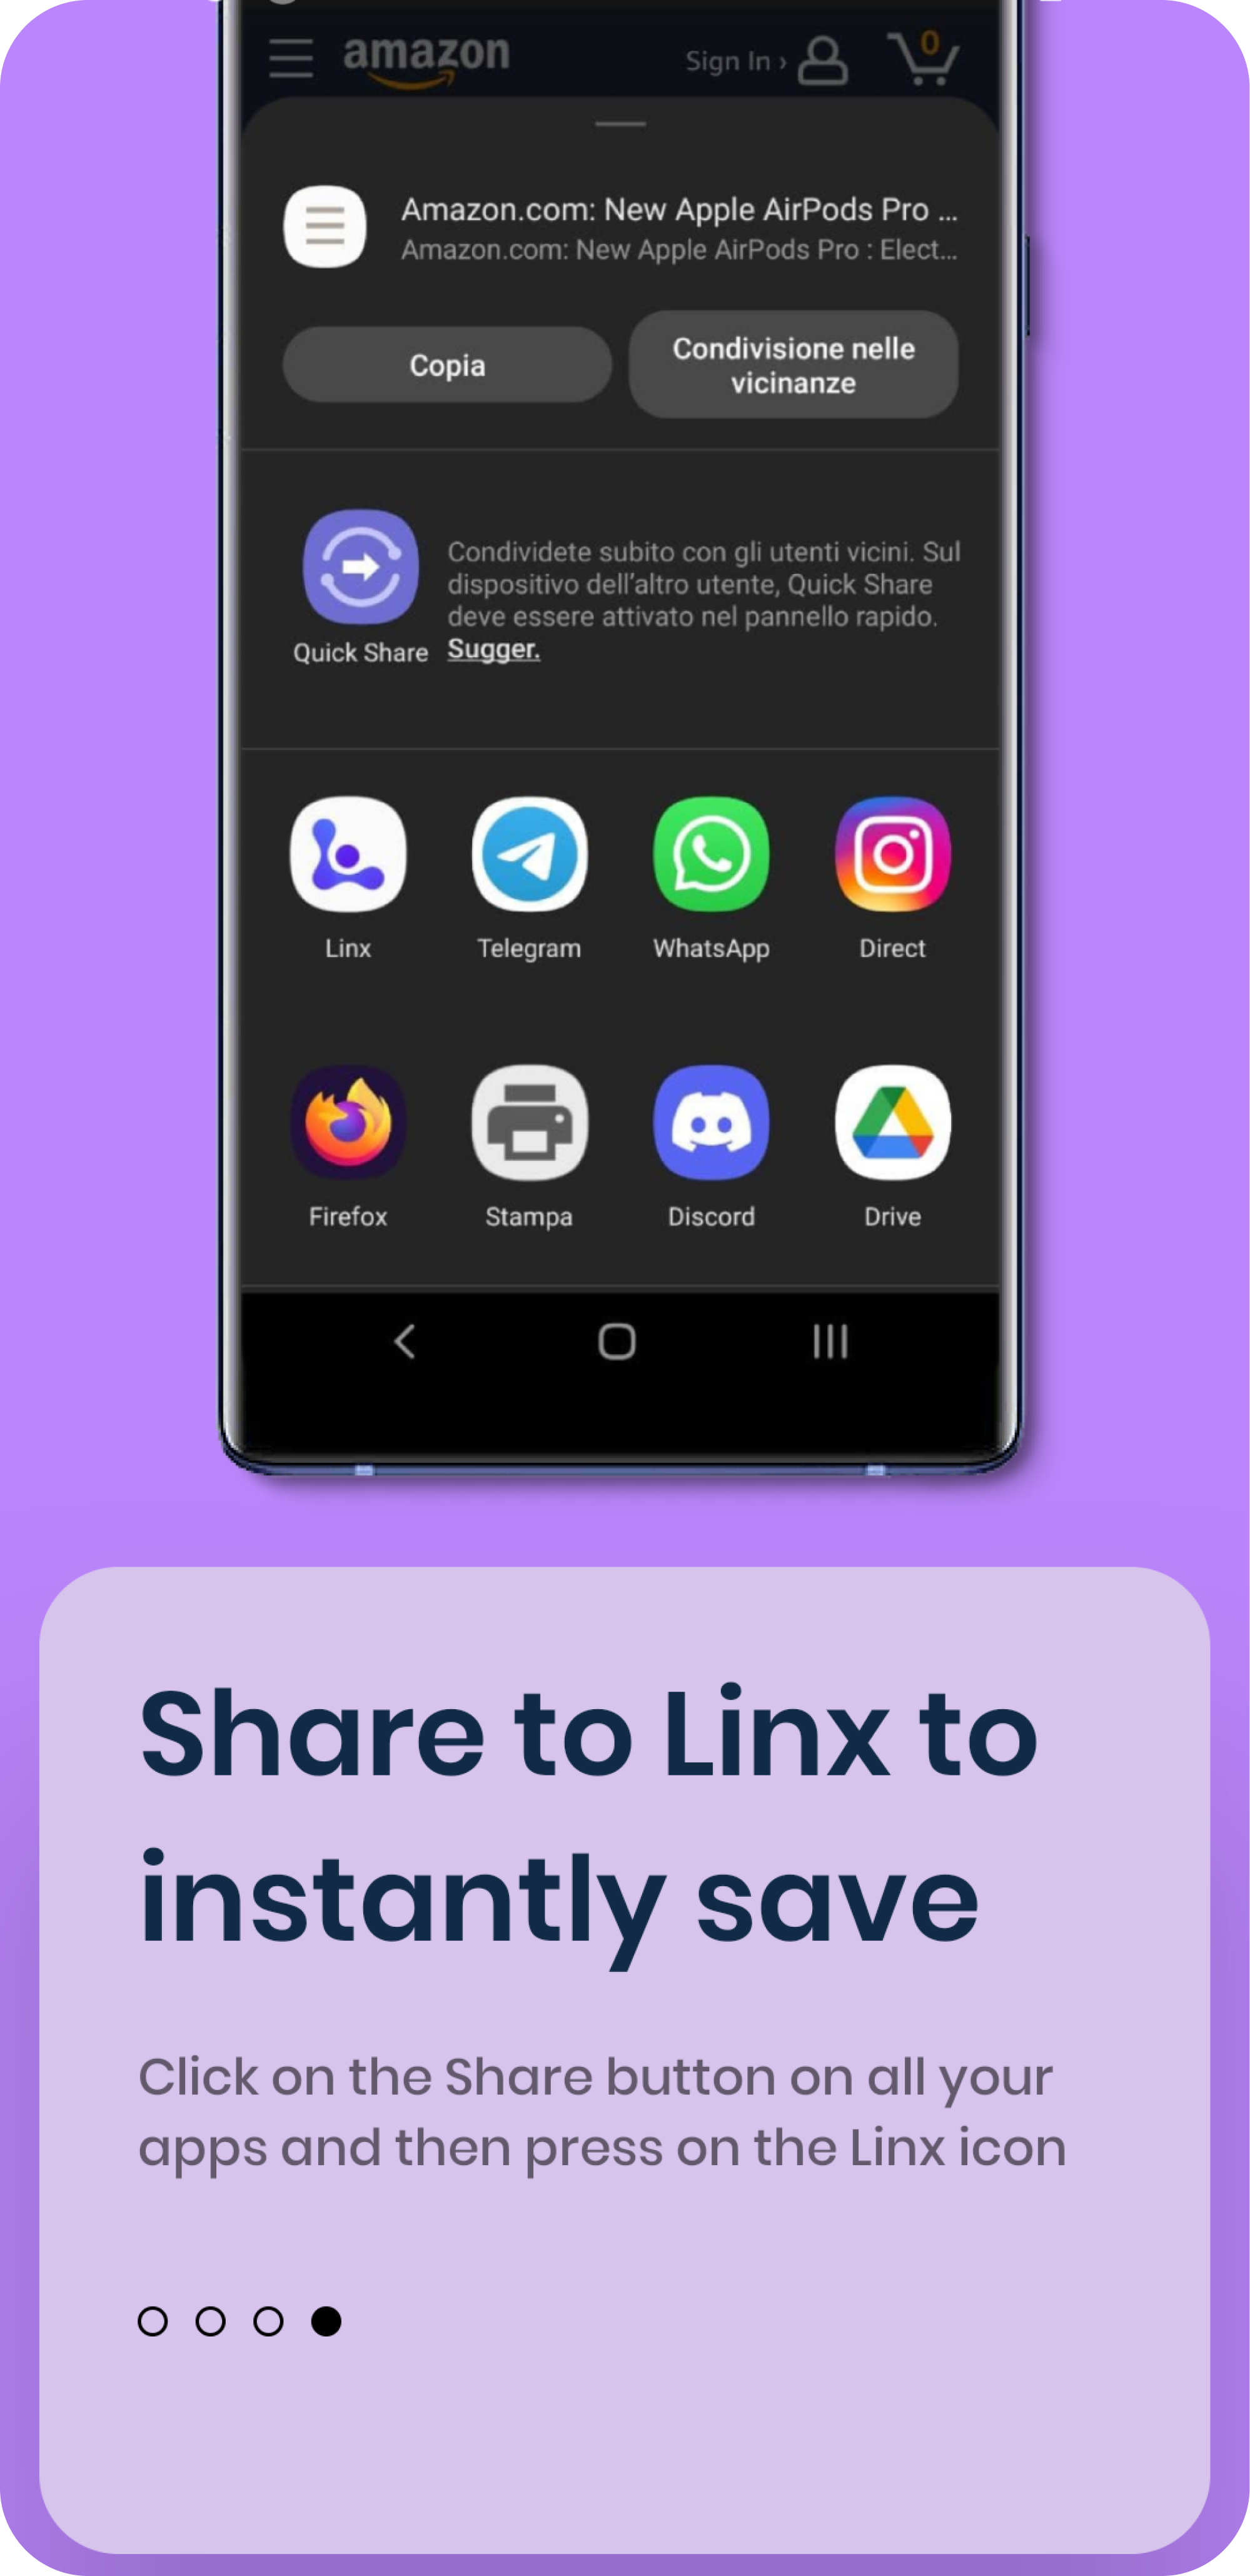 amazon
Sign In ›
0
Amazon.com: New Apple AirPods Pro ...
Amazon.com: New Apple AirPods Pro : Elect...
Copia
Condivisione nelle
vicinanze
Condividete subito con gli utenti vicini. Sul
dispositivo dell'altro utente, Quick Share
deve essere attivato nel pannello rapido.
Sugger.
Quick Share
Linx
Telegram
WhatsApp
Direct
Firefox
Stampa
Discord
Drive
Share to Linx to
instantly save
Click on the Share button on all your
apps and then press on the Linx icon